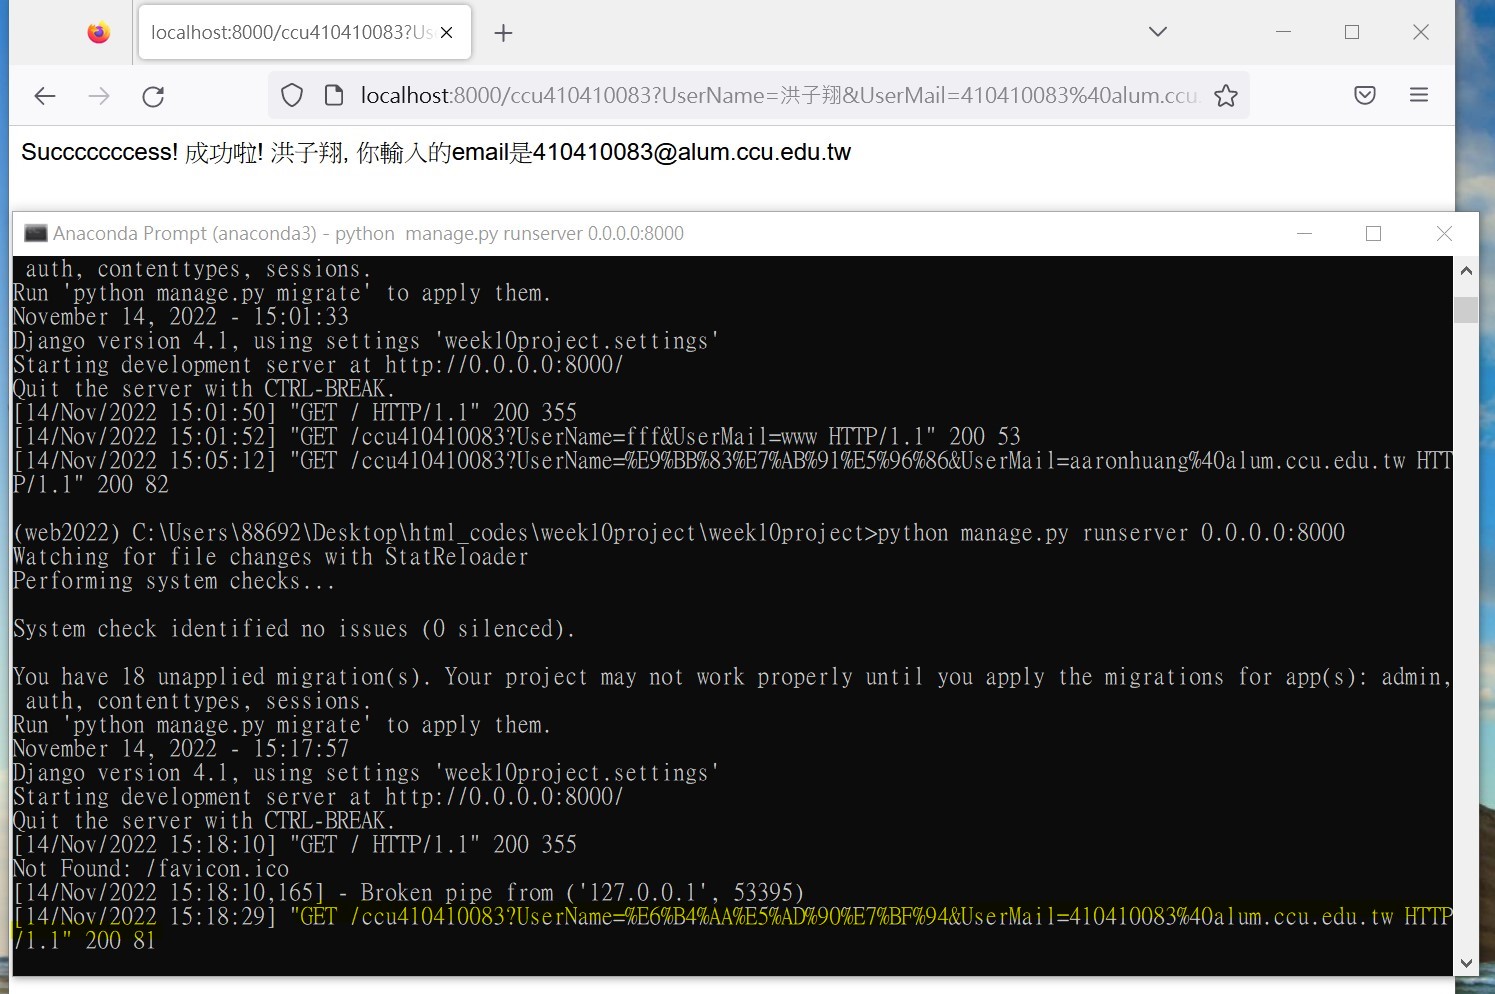 localhost:8000/ccu410410083?Us
localhost:8000/ccu410410083?UserName=洪子翔&UserMail=410410083%40alum.ccu.
Succcccccess! 成功啦! 洪子翔, 你輸入的email是410410083@alum.ccu.edu.tw
Anaconda Prompt (anaconda3) - python  manage.py runserver 0.0.0.0:8000
auth, contenttypes, sessions.
Run 'python manage.py migrate' to apply them.
November 14, 2022 - 15:01:33
Django version 4.1, using settings 'week10project.settings'
Starting development server at http://0.0.0.0:8000/
Quit the server with CTRL-BREAK.
[14/Nov/2022 15:01:50] "GET / HTTP/1.1" 200 355
[14/Nov/2022 15:01:52] "GET /ccu410410083?UserName=fff&UserMail=www HTTP/1.1" 200 53
[14/Nov/2022 15:05:12] "GET /ccu410410083?UserName=%E9%BB%83%E7%AB%91%E5%96%86&UserMail=aaronhuang%40alum.ccu.edu.tw HTT
P/1.1" 200 82
(web2022) C:\Users\88692\Desktop\html_codes\week10project\week10project>python manage.py runserver 0.0.0.0:8000
Watching for file changes with StatReloader
Performing system checks...
System check identified no issues (0 silenced).
You have 18 unapplied migration(s). Your project may not work properly until you apply the migrations for app(s): admin,
auth, contenttypes, sessions.
Run 'python manage.py migrate' to apply them.
November 14, 2022 - 15:17:57
Django version 4.1, using settings 'week10project.settings'
Starting development server at http://0.0.0.0:8000/
Quit the server with CTRL-BREAK.
[14/Nov/2022 15:18:10] "GET / HTTP/1.1" 200 355
Not Found: /favicon.ico
[14/Nov/2022 15:18:10,165] - Broken pipe from ('127.0.0.1', 53395)
[14/Nov/2022 15:18:29] "GET /ccu410410083?UserName=%E6%B4%AA%E5%AD%90%E7%BF%94&UserMail=410410083%40alum.ccu.edu.tw HTTP
/1.1" 200 81